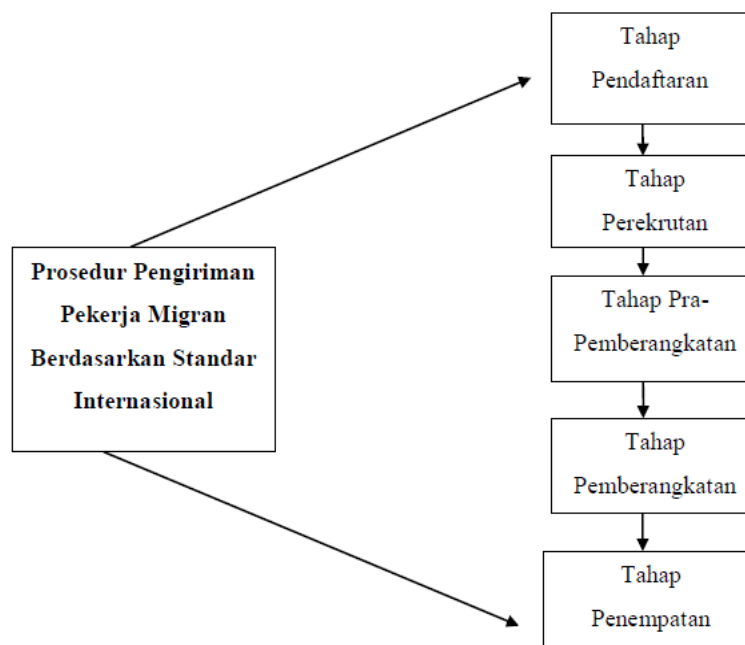 Tahap
Pendaftaran
Tahap
Perekrutan
Prosedur Pengiriman
Pekerja Migran
Berdasarkan Standar
Internasional
Tahap Pra-
Pemberangkatan
Tahap
Pemberangkatan
Tahap
Penempatan